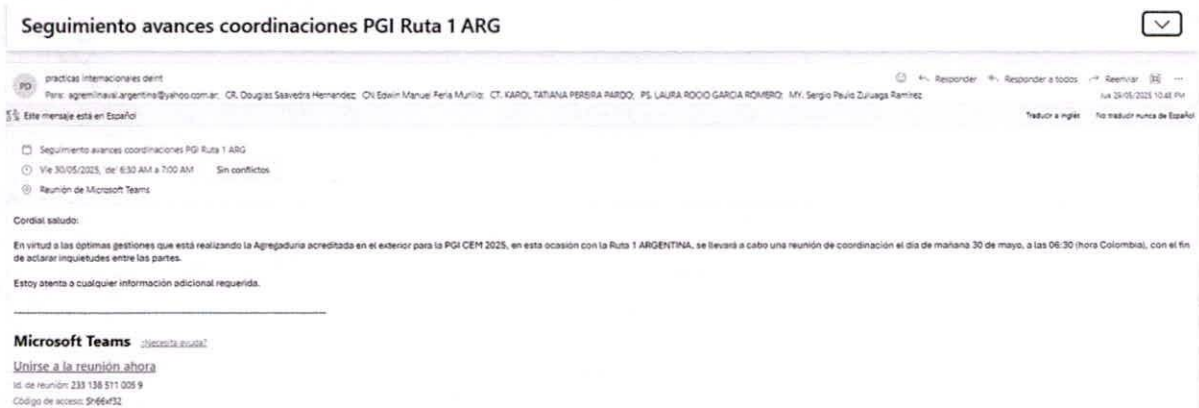 Seguimiento avances coordinaciones PGI Ruta 1 ARG
PD
practicas internacionales deint
Responder Responder a todos Reenviar
Para: agremilnaval.argentina@yahoo.com.ar; CR. Douglas Saavedra Hernandez; CN Edwin Manuel Feria Murillo; CT. KAROL TATIANA PEREIRA PARDO; PS. LAURA ROCIO GARCIA ROMERO; MY. Sergio Paulo Zuluaga Ramirez
29/05/2025 10:48 PM
Este mensaje está en Español
Traducir a inglés No traducir nunca de Español
Seguimiento avances coordinaciones PGI Ruta 1 ARG
Vie 30/05/2025, de 6:30 AM a 7:00 AM Sin conflictos
Reunión de Microsoft Teams
Cordial saludo:
En virtud a las óptimas gestiones que está realizando la Agregaduría acreditada en el exterior para la PGI CEM 2025, en esta ocasión con la Ruta 1 ARGENTINA, se llevará a cabo una reunión de coordinación el día de mañana 30 de mayo, a las 06:30 (hora Colombia), con el fin
de aclarar inquietudes entre las partes.
Estoy atenta a cualquier información adicional requerida.
Microsoft Teams ¿Necesita ayuda?
Unirse a la reunión ahora
Id. de reunión: 233 138 511 005 9
Código de acceso: Sh66xf32